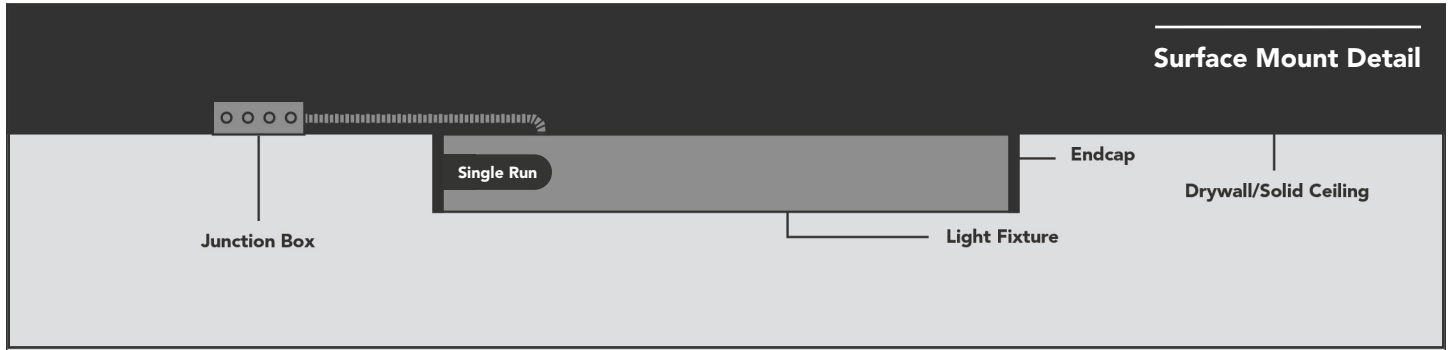 Surface Mount Detail
Single Run
Endcap
Drywall/Solid Ceiling
Junction Box
Light Fixture